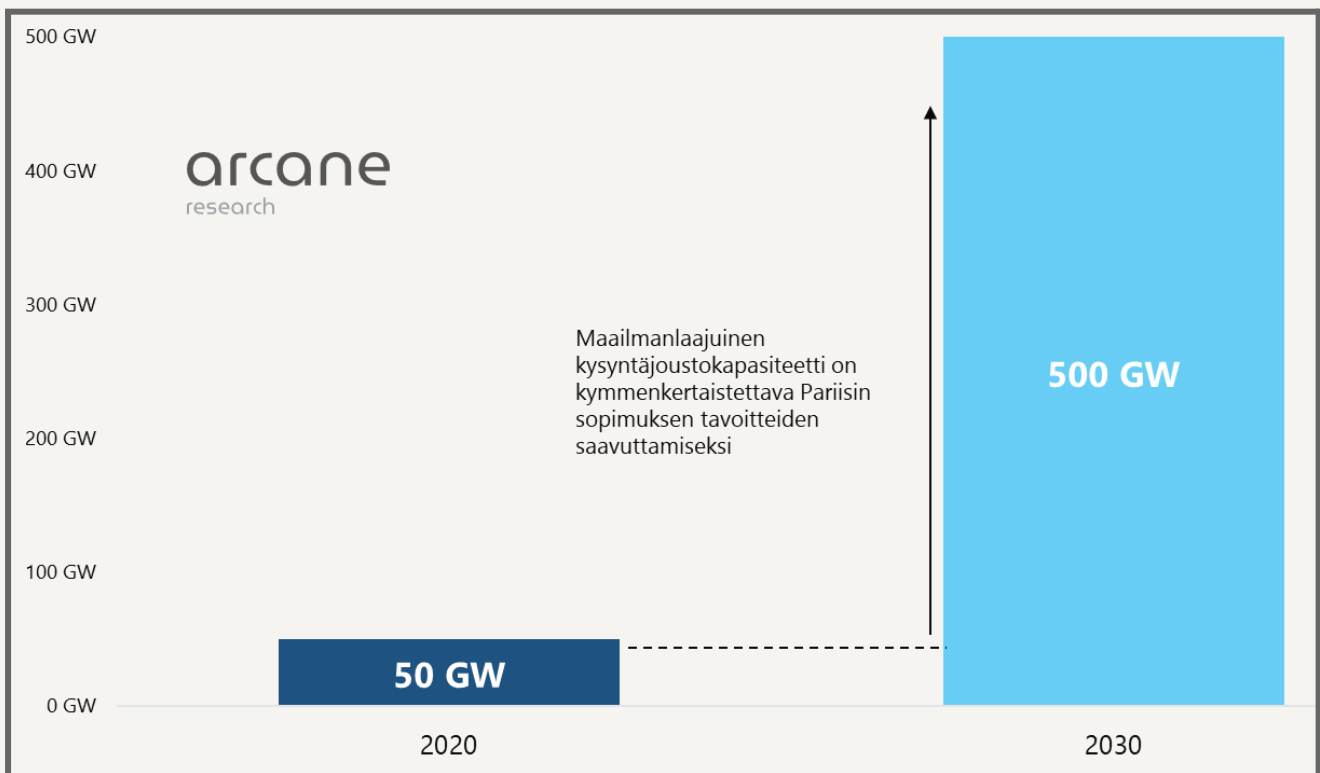 500 GW
400 GW
arcane
research
300 GW
Maailmanlaajuinen
kysyntäjoustokapasiteetti on
kymmenkertaistettava Pariisin
sopimuksen tavoitteiden
saavuttamiseksi
500 GW
200 GW
100 GW
50 GW
0 GW
2020
2030